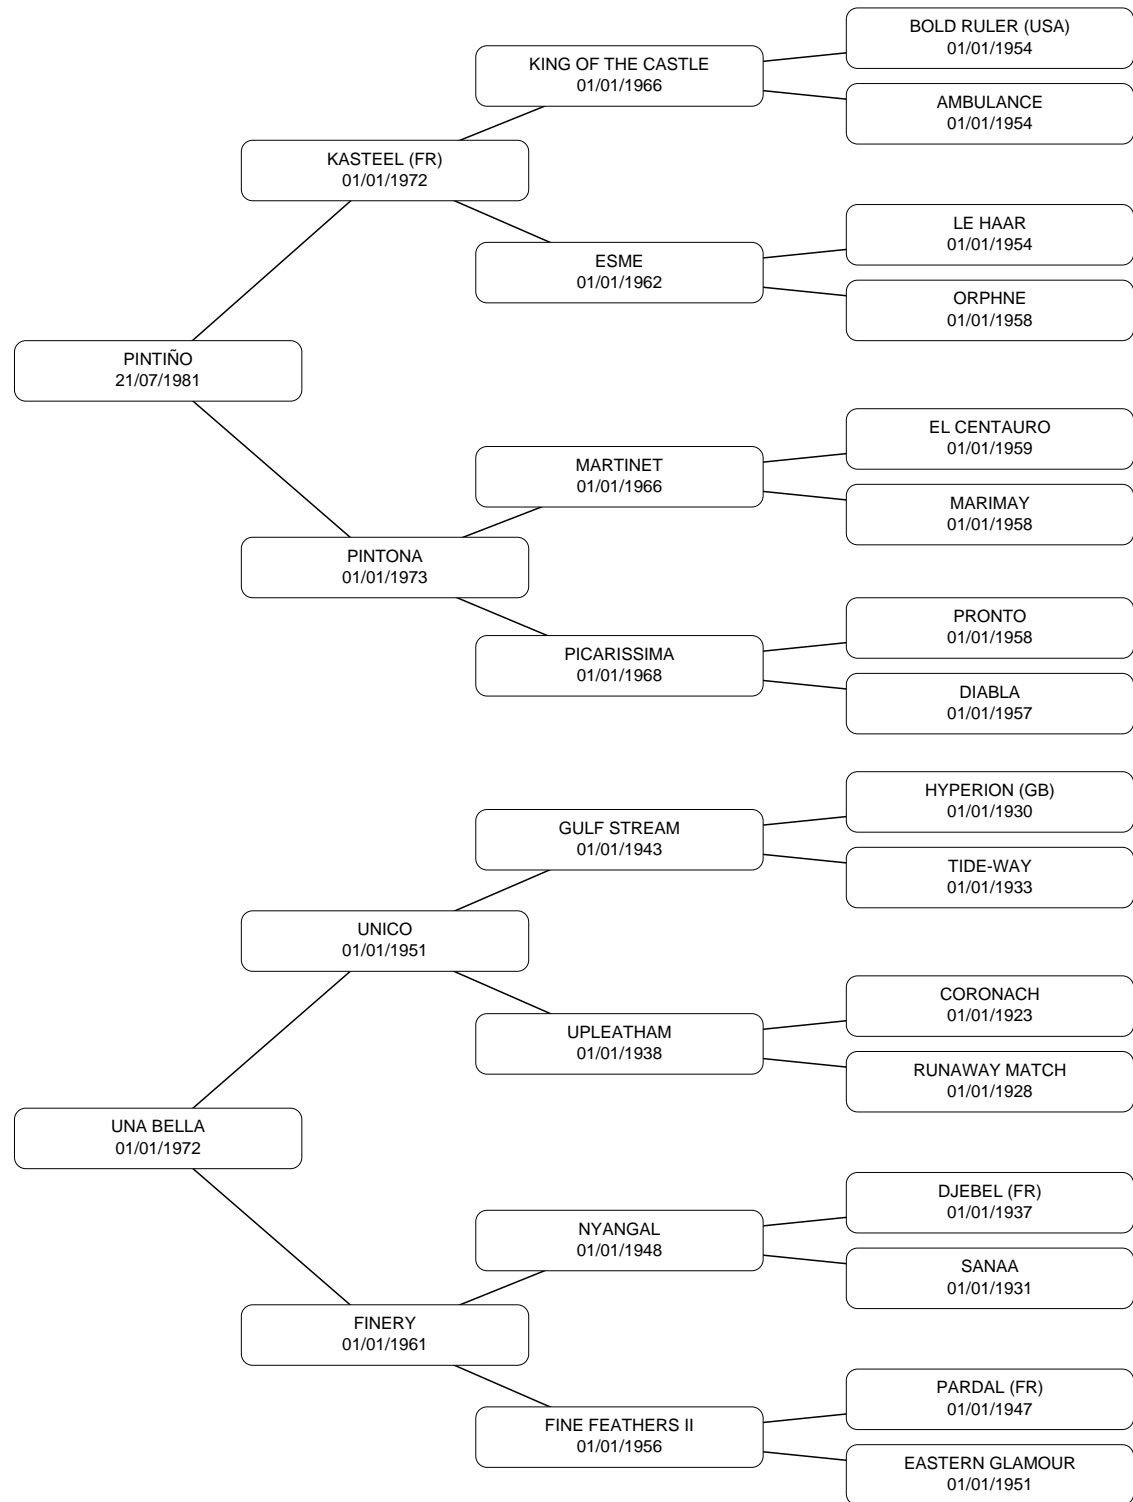 BOLD RULER (USA)
01/01/1954
KING OF THE CASTLE
01/01/1966
AMBULANCE
01/01/1954
KASTEEL (FR)
01/01/1972
LE HAAR
01/01/1954
ESME
01/01/1962
ORPHNE
01/01/1958
PINTIÑO
21/07/1981
EL CENTAURO
01/01/1959
MARTINET
01/01/1966
MARIMAY
01/01/1958
PINTONA
01/01/1973
PRONTO
01/01/1958
PICARISSIMA
01/01/1968
DIABLA
01/01/1957
HYPERION (GB)
01/01/1930
GULF STREAM
01/01/1943
TIDE-WAY
01/01/1933
UNICO
01/01/1951
CORONACH
01/01/1923
UPLEATHAM
01/01/1938
RUNAWAY MATCH
01/01/1928
UNA BELLA
01/01/1972
DJEBEL (FR)
01/01/1937
NYANGAL
01/01/1948
SANAA
01/01/1931
FINERY
01/01/1961
PARDAL (FR)
01/01/1947
FINE FEATHERS II
01/01/1956
EASTERN GLAMOUR
01/01/1951